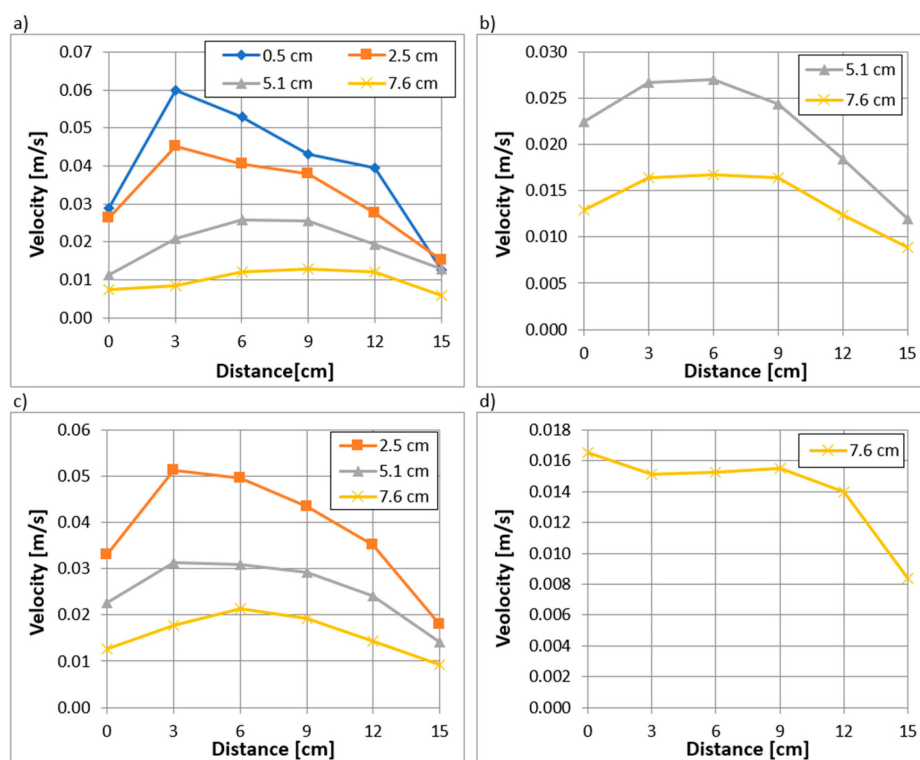 a)
0.07
0.06
0.05
0.04
0.03
0.02
0.01
0.00
Velocity [m/s]
0.5 cm 2.5 cm
5.1 cm 7.6 cm
0 3 6 9 12 15
Distance[cm]
b)
0.030
0.025
0.020
0.015
0.010
0.005
0.000
Velocity [m/s]
5.1 cm
7.6 cm
0 3 6 9 12 15
Distance [cm]
c)
0.06
0.05
0.04
0.03
0.02
0.01
0.00
Velocity [m/s]
2.5 cm
5.1 cm
7.6 cm
0 3 6 9 12 15
Distance [cm]
d)
0.018
0.016
0.014
0.012
0.010
0.008
0.006
0.004
0.002
0.000
Veolocity [m/s]
7.6 cm
0 3 6 9 12 15
Distance [cm]